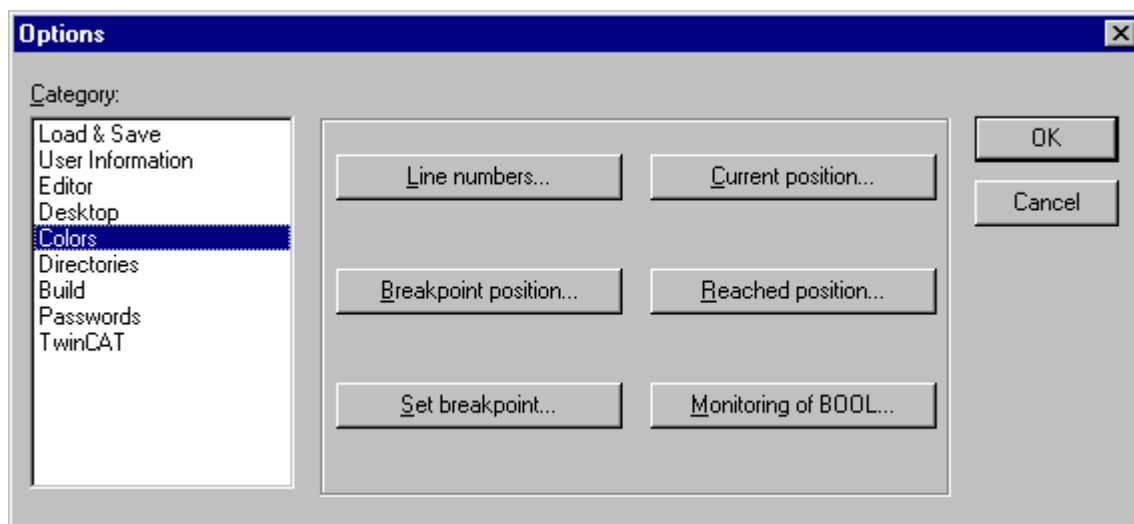 Options
Category:
Load & Save
User Information
Editor
Desktop
Colors
Directories
Build
Passwords
TwinCAT
Line numbers...
Current position...
Breakpoint position...
Reached position...
Set breakpoint...
Monitoring of BOOL...
OK
Cancel